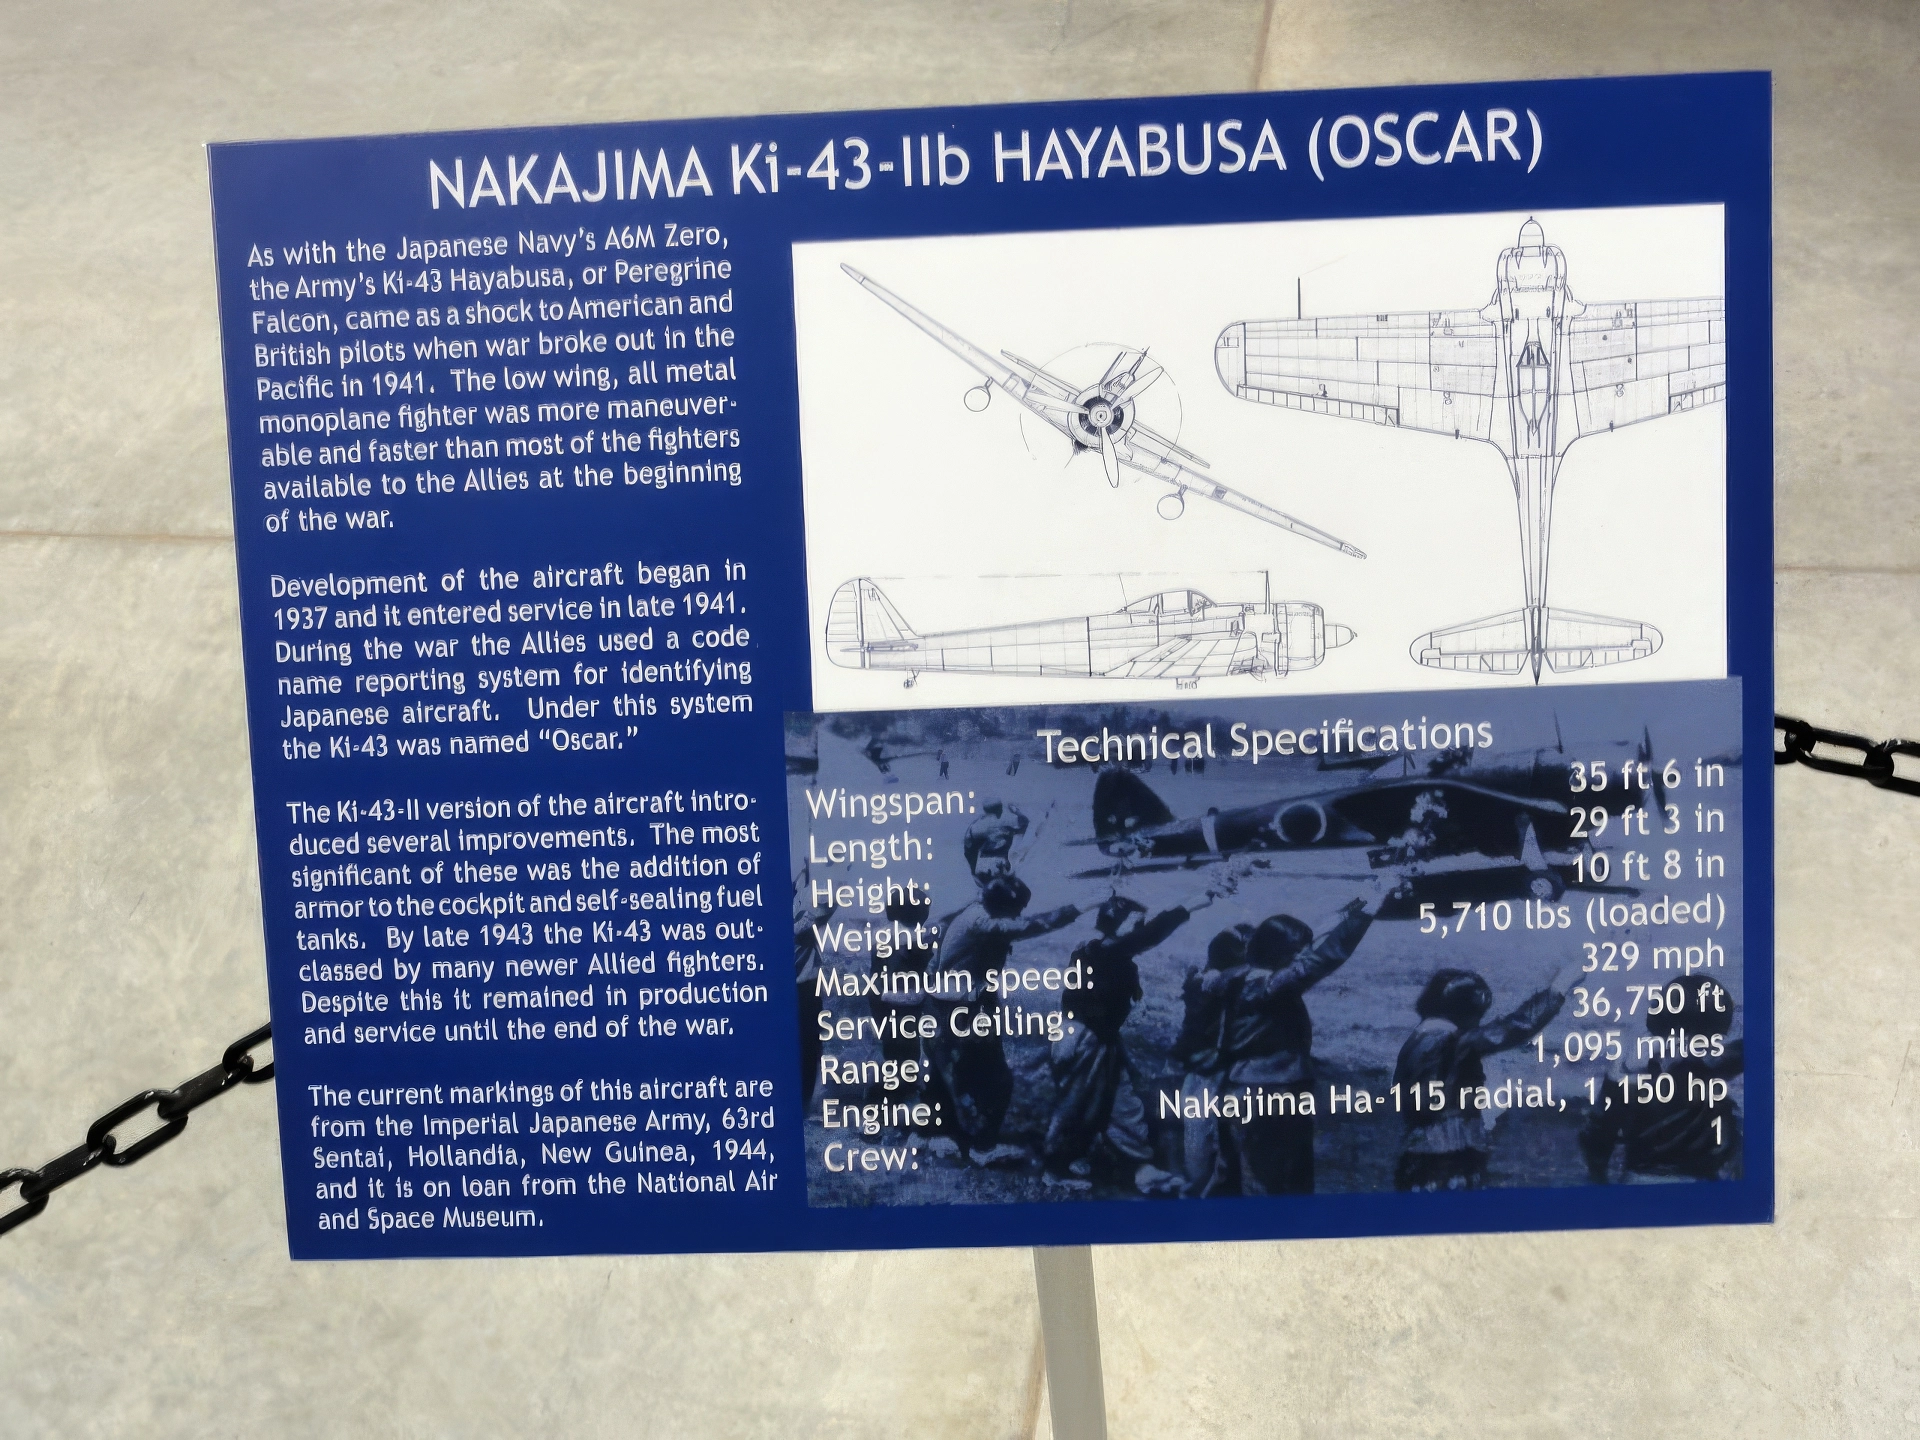 NAKAJIMA Ki-43-IIb HAYABUSA (OSCAR)
As with the Japanese Navy's A6M Zero,
the Army's Ki-43 Hayabusa, or Peregrine
Falcon, came as a shock to American and
British pilots when war broke out in the
Pacific in 1941. The low wing, all metal
monoplane fighter was more maneuver-
able and faster than most of the fighters
available to the Allies at the beginning
of the war.
Development of the aircraft began in
1937 and it entered service in late 1941.
During the war the Allies used a code
name reporting system for identifying
Japanese aircraft. Under this system
the Ki-43 was named “Oscar.”
The Ki-43-II version of the aircraft intro-
duced several improvements. The most
significant of these was the addition of
armor to the cockpit and self-sealing fuel
tanks. By late 1943 the Ki-43 was out-
classed by many newer Allied fighters.
Despite this it remained in production
and service until the end of the war.
The current markings of this aircraft are
from the Imperial Japanese Army, 63rd
Sentai, Hollandia, New Guinea, 1944,
and it is on loan from the National Air
and Space Museum.
Technical Specifications
Wingspan: 35 ft 6 in
Length: 29 ft 3 in
Height: 10 ft 8 in
Weight: 5,710 lbs (loaded)
Maximum speed: 329 mph
Service Ceiling: 36,750 ft
Range: 1,095 miles
Engine: Nakajima Ha-115 radial, 1,150 hp
Crew: 1